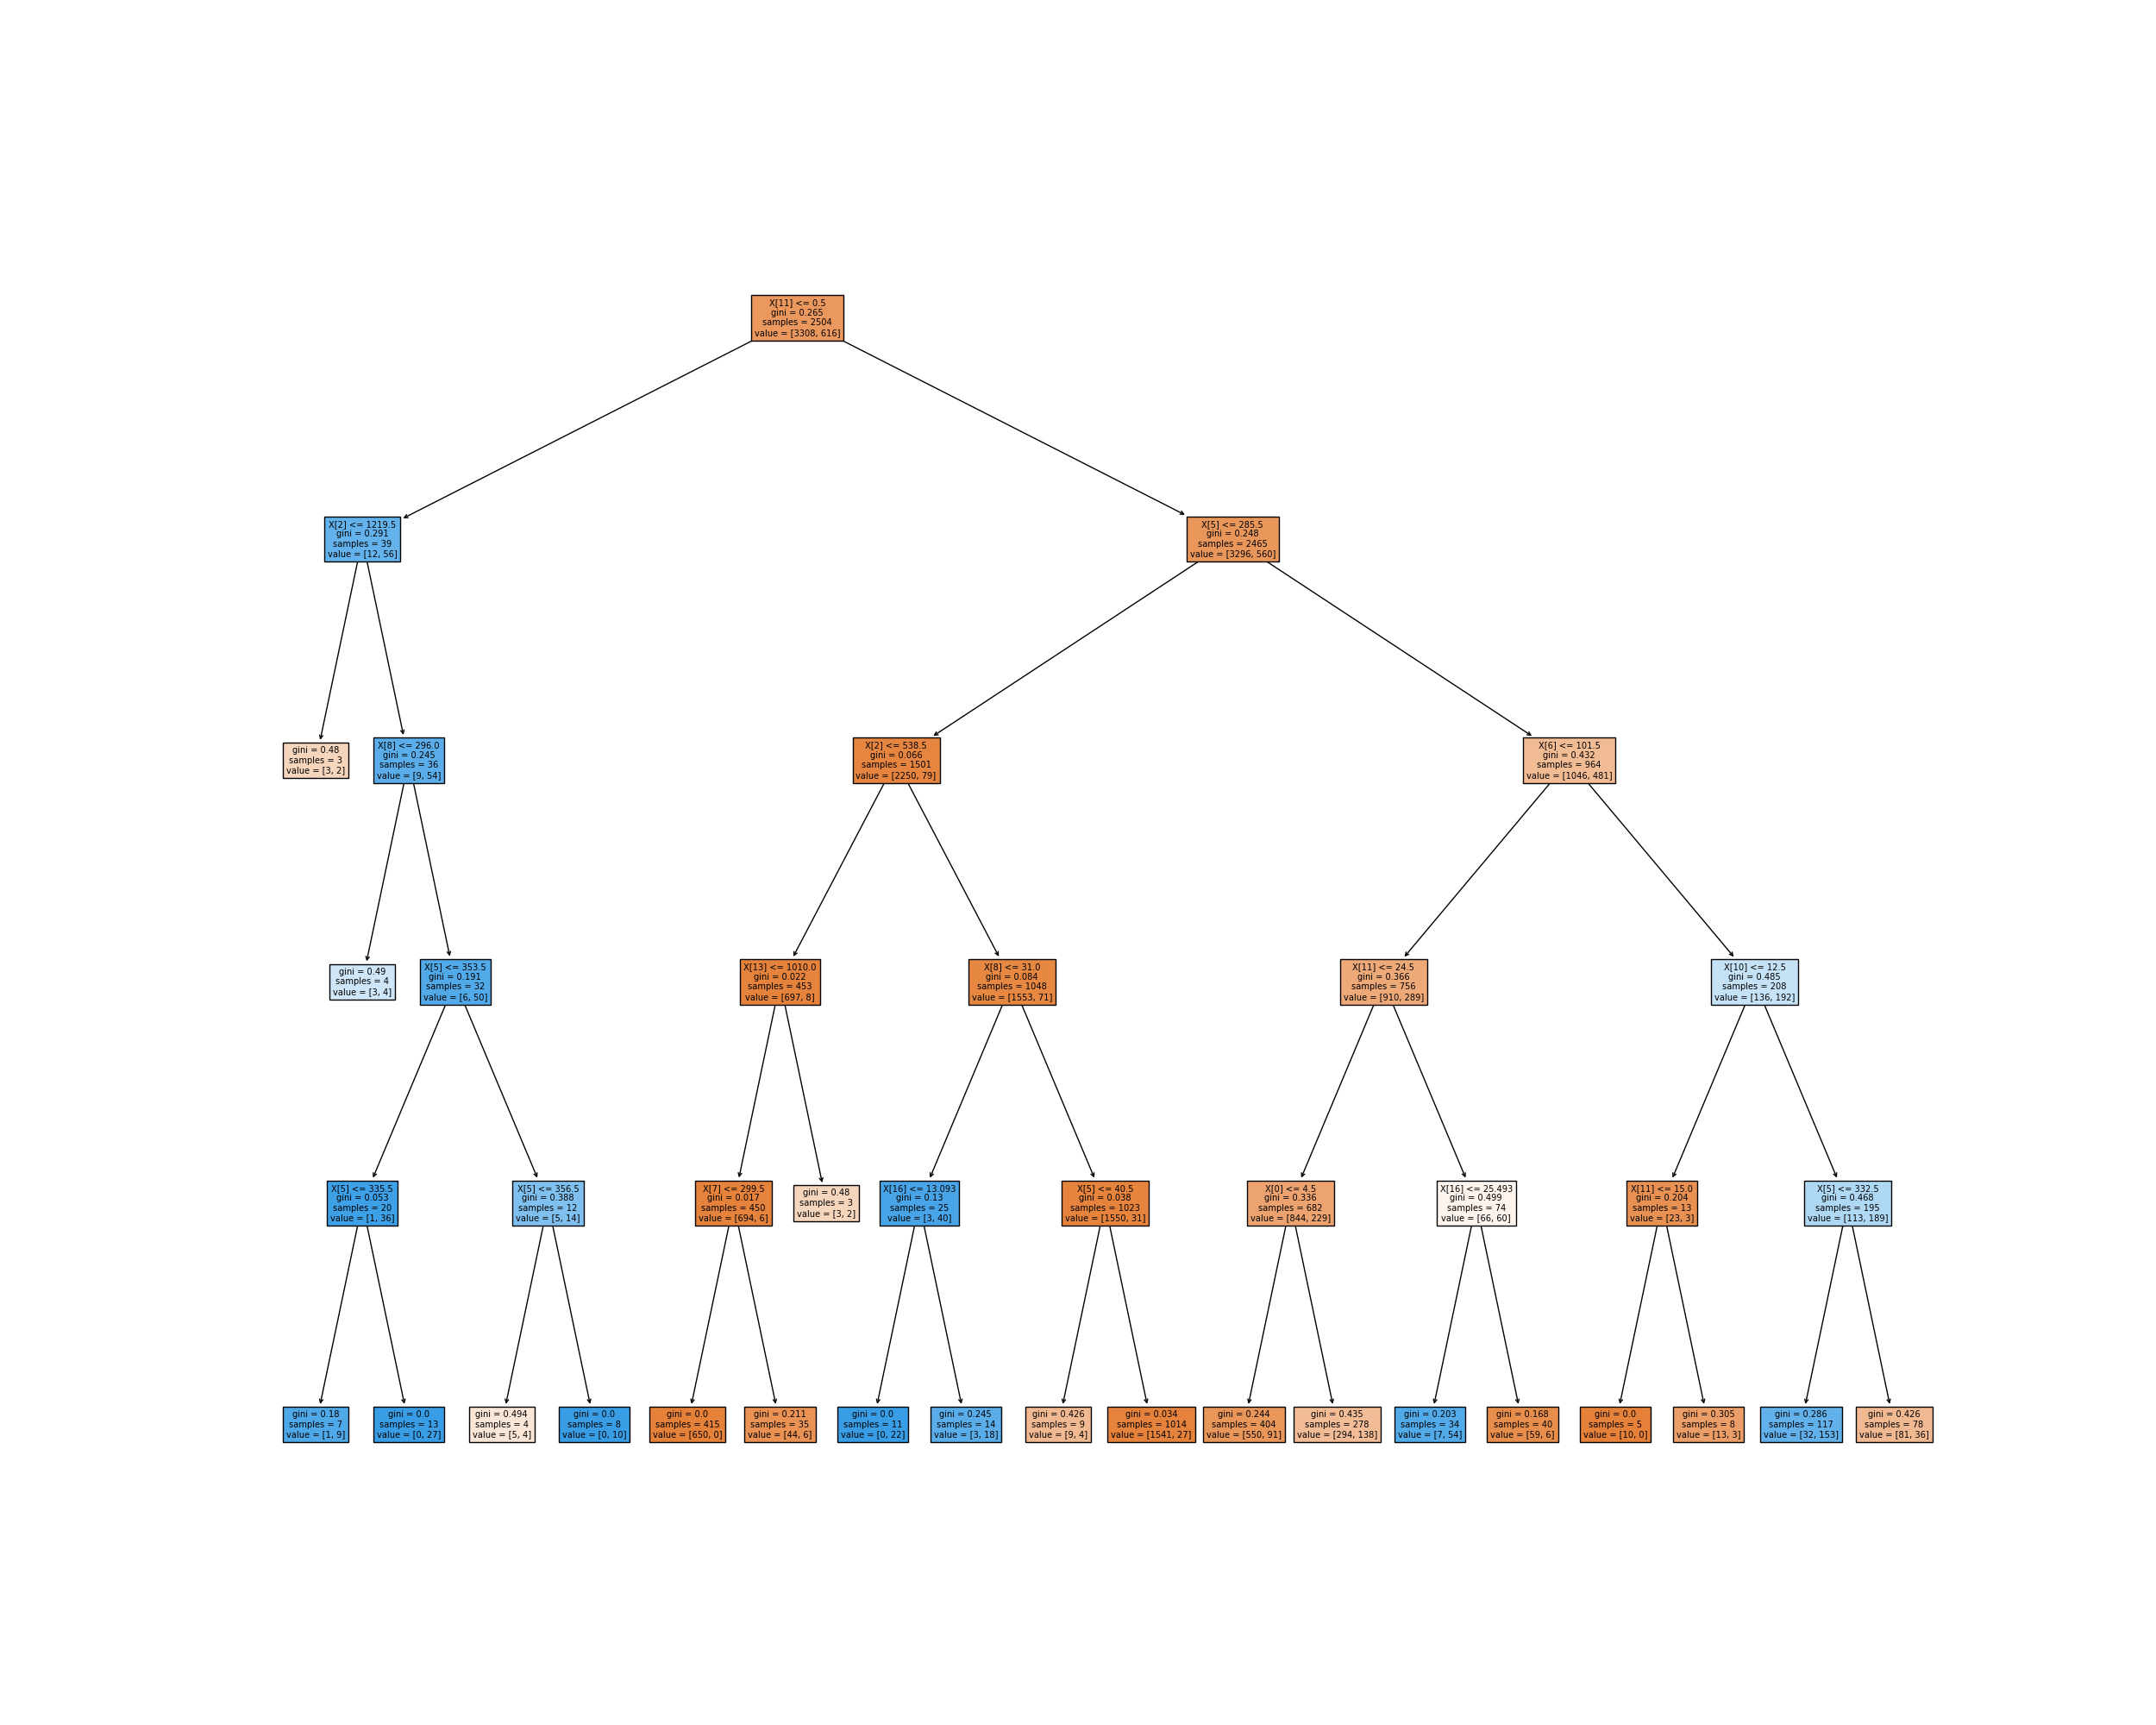 X[11] <= 0.5
gini = 0.265
samples = 2504
value = [3308, 616]
X[2] <= 1219.5
gini = 0.291
samples = 39
value = [12, 56]
X[5] <= 285.5
gini = 0.248
samples = 2465
value = [3296, 560]
gini = 0.48
samples = 3
value = [3, 2]
X[8] <= 296.0
gini = 0.245
samples = 36
value = [9, 54]
X[2] <= 538.5
gini = 0.066
samples = 1501
value = [2250, 79]
X[6] <= 101.5
gini = 0.432
samples = 964
value = [1046, 481]
gini = 0.49
samples = 4
value = [3, 4]
X[5] <= 353.5
gini = 0.191
samples = 32
value = [6, 50]
X[13] <= 1010.0
gini = 0.022
samples = 453
value = [697, 8]
X[8] <= 31.0
gini = 0.084
samples = 1048
value = [1553, 71]
X[11] <= 24.5
gini = 0.366
samples = 756
value = [910, 289]
X[10] <= 12.5
gini = 0.485
samples = 208
value = [136, 192]
X[5] <= 335.5
gini = 0.053
samples = 20
value = [1, 36]
X[5] <= 356.5
gini = 0.388
samples = 12
value = [5, 14]
X[7] <= 299.5
gini = 0.017
samples = 450
value = [694, 6]
gini = 0.48
samples = 3
value = [3, 2]
X[16] <= 13.093
gini = 0.13
samples = 25
value = [3, 40]
X[5] <= 40.5
gini = 0.038
samples = 1023
value = [1550, 31]
X[0] <= 4.5
gini = 0.336
samples = 682
value = [844, 229]
X[16] <= 25.493
gini = 0.499
samples = 74
value = [66, 60]
X[11] <= 15.0
gini = 0.204
samples = 13
value = [23, 3]
X[5] <= 332.5
gini = 0.468
samples = 195
value = [113, 189]
gini = 0.18
samples = 7
value = [1, 9]
gini = 0.0
samples = 13
value = [0, 27]
gini = 0.494
samples = 4
value = [5, 4]
gini = 0.0
samples = 8
value = [0, 10]
gini = 0.0
samples = 415
value = [650, 0]
gini = 0.211
samples = 35
value = [44, 6]
gini = 0.0
samples = 11
value = [0, 22]
gini = 0.245
samples = 14
value = [3, 18]
gini = 0.426
samples = 9
value = [9, 4]
gini = 0.034
samples = 1014
value = [1541, 27]
gini = 0.244
samples = 404
value = [550, 91]
gini = 0.435
samples = 278
value = [294, 138]
gini = 0.203
samples = 34
value = [7, 54]
gini = 0.168
samples = 40
value = [59, 6]
gini = 0.0
samples = 5
value = [10, 0]
gini = 0.305
samples = 8
value = [13, 3]
gini = 0.286
samples = 117
value = [32, 153]
gini = 0.426
samples = 78
value = [81, 36]